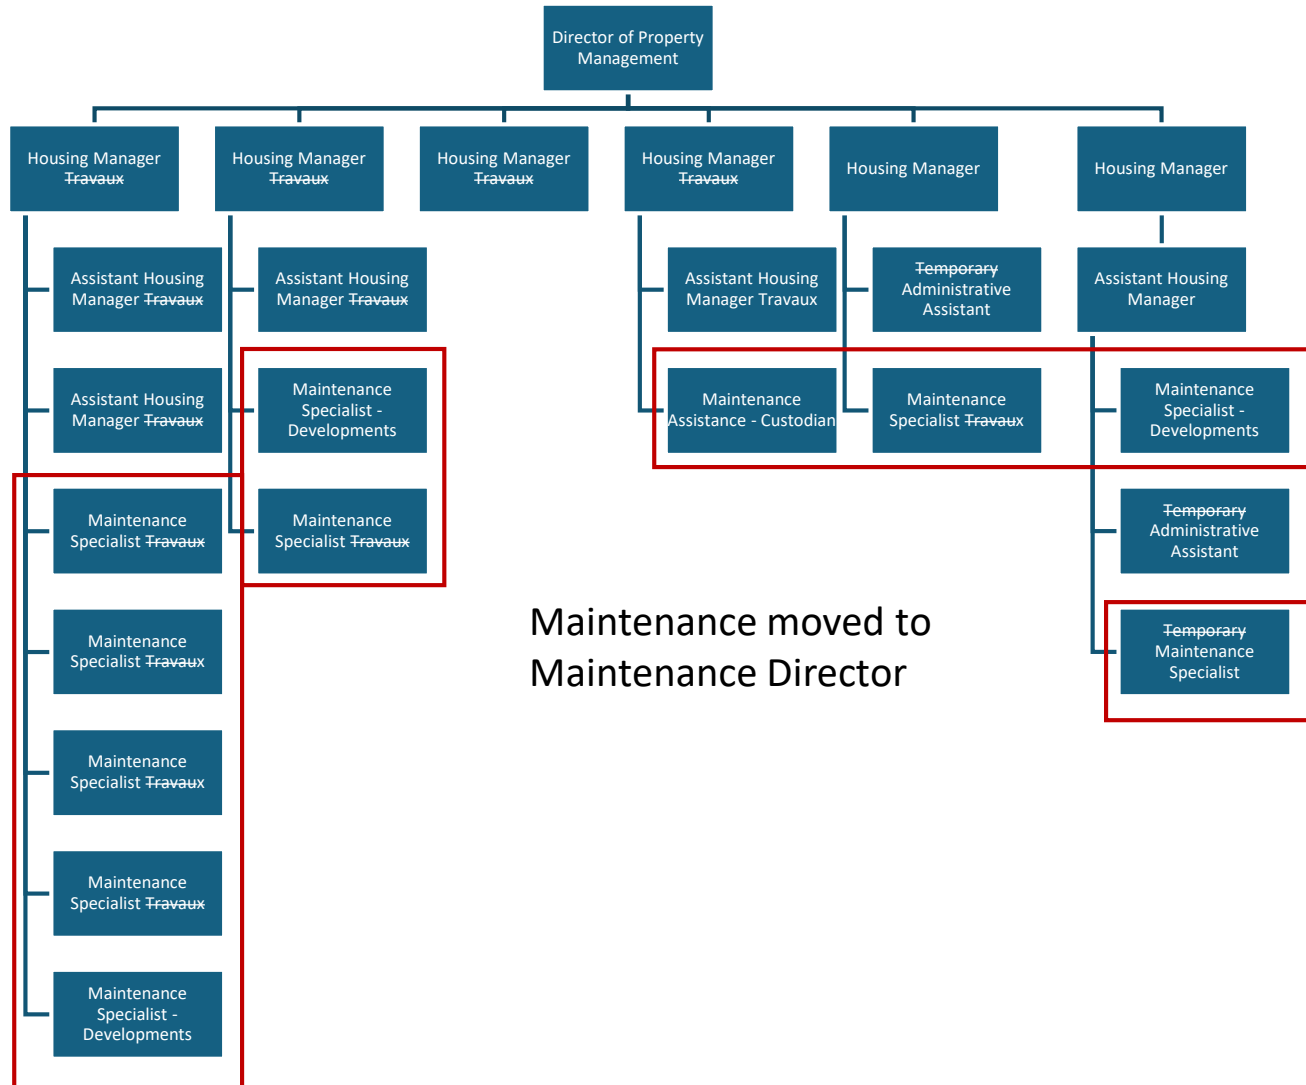 Director of Property
Management
Housing Manager
Travaux
Housing Manager
Travaux
Housing Manager
Travaux
Housing Manager
Travaux
Housing Manager
Housing Manager
Assistant Housing
Manager Travaux
Assistant Housing
Manager Travaux
Assistant Housing
Manager Travaux
Temporary
Administrative
Assistant
Assistant Housing
Manager
Assistant Housing
Manager Travaux
Maintenance
Specialist -
Developments
Maintenance
Assistance - Custodian
Maintenance
Specialist Travaux
Maintenance
Specialist -
Developments
Maintenance
Specialist Travaux
Maintenance
Specialist Travaux
Temporary
Administrative
Assistant
Maintenance moved to
Maintenance Director
Maintenance
Specialist Travaux
Temporary
Maintenance
Specialist
Maintenance
Specialist Travaux
Maintenance
Specialist Travaux
Maintenance
Specialist -
Developments